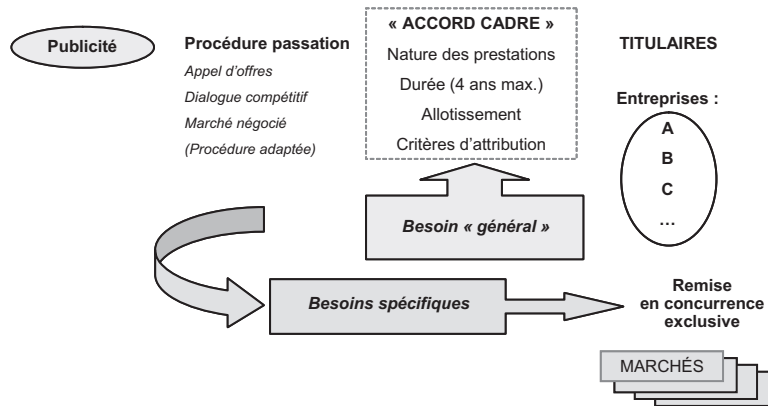 Publicité
Procédure passation
Appel d’offres
Dialogue compétitif
Marché négocié
(Procédure adaptée)
« ACCORD CADRE »
Nature des prestations
Durée (4 ans max.)
Allotissement
Critères d’attribution
TITULAIRES
Entreprises :
A
B
C
…
Besoin « général »
Besoins spécifiques
Remise
en concurrence
exclusive
MARCHÉS